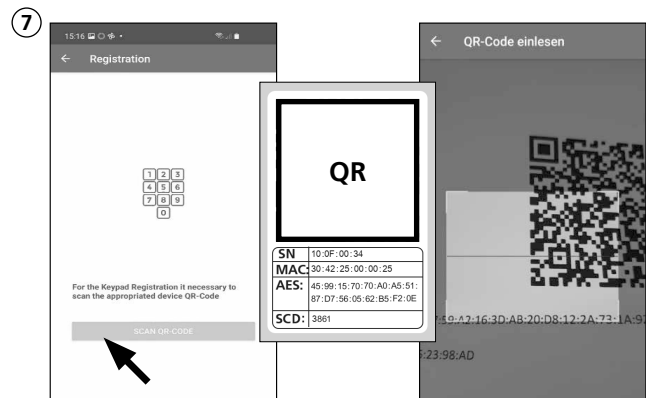 7
15:16
Registration
1 2 3
4 5 6
7 8 9
0
For the Keypad Registration it necessary to
scan the appropriated device QR-Code
SCAN QR-CODE
QR
SN 10:0F:00:34
MAC: 30:42:25:00:00:25
AES: 45:99:15:70:70:A0:A5:51:
87:D7:56:05:62:B5:F2:0E
SCD: 3861
QR-Code einlesen
:59:A2:16:3D:AB:20:D8:12:2A:73:1A:92
:23:98:AD